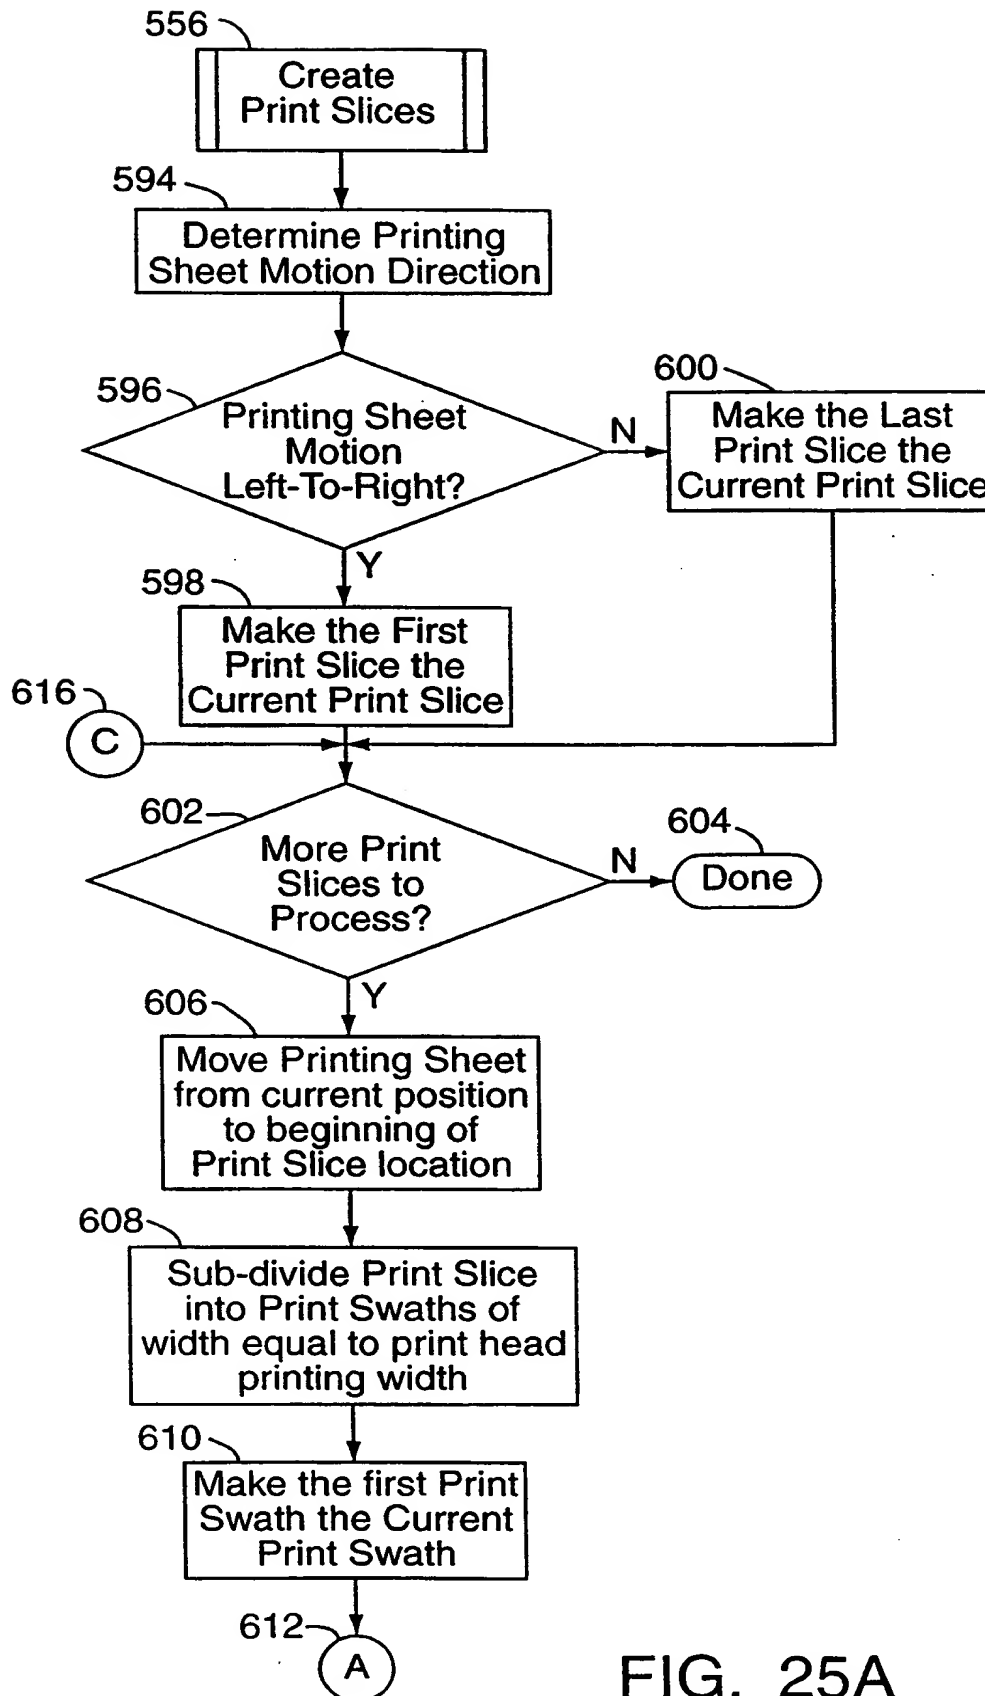 556
Create
Print Slices
594
Determine Printing
Sheet Motion Direction
596
Printing Sheet
Motion
Left-To-Right?
N
Y
600
Make the Last
Print Slice the
Current Print Slice
598
Make the First
Print Slice the
Current Print Slice
616
C
602
More Print
Slices to
Process?
N
Y
604
Done
606
Move Printing Sheet
from current position
to beginning of
Print Slice location
608
Sub-divide Print Slice
into Print Swaths of
width equal to print head
printing width
610
Make the first Print
Swath the Current
Print Swath
612
A
FIG. 25A